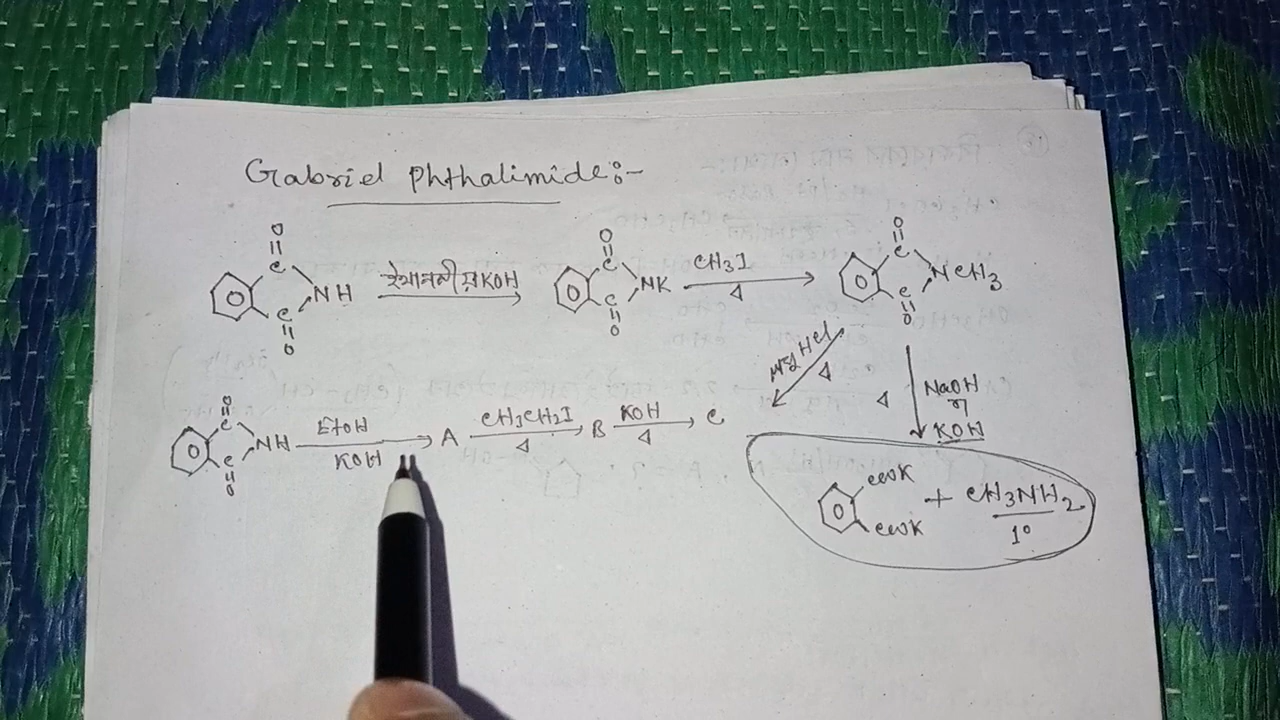 Gabriel Phthalimide:-
O O O
C C C
NH ইথানলীয় KOH NK CH3I NCH3
Δ
C C C
O O O
লঘু HCl
Δ
Δ NaOH
বা
KOH
O
C
NH EtOH A CH3CH2I B KOH C
KOH Δ Δ
C
O
COOK
+ CH3NH2
COOK 1°